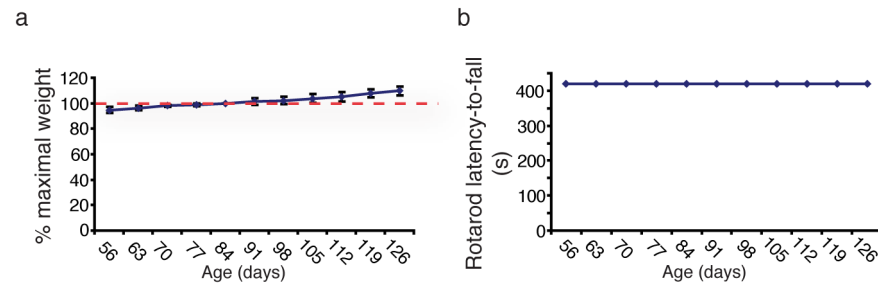 a
% maximal weight
120
100
80
60
40
20
0
56 63 70 77 84 91 98 105 112 119 126
Age (days)
b
Rotarod latency-to-fall
(s)
400
300
200
100
0
56 63 70 77 84 91 98 105 112 119 126
Age (days)